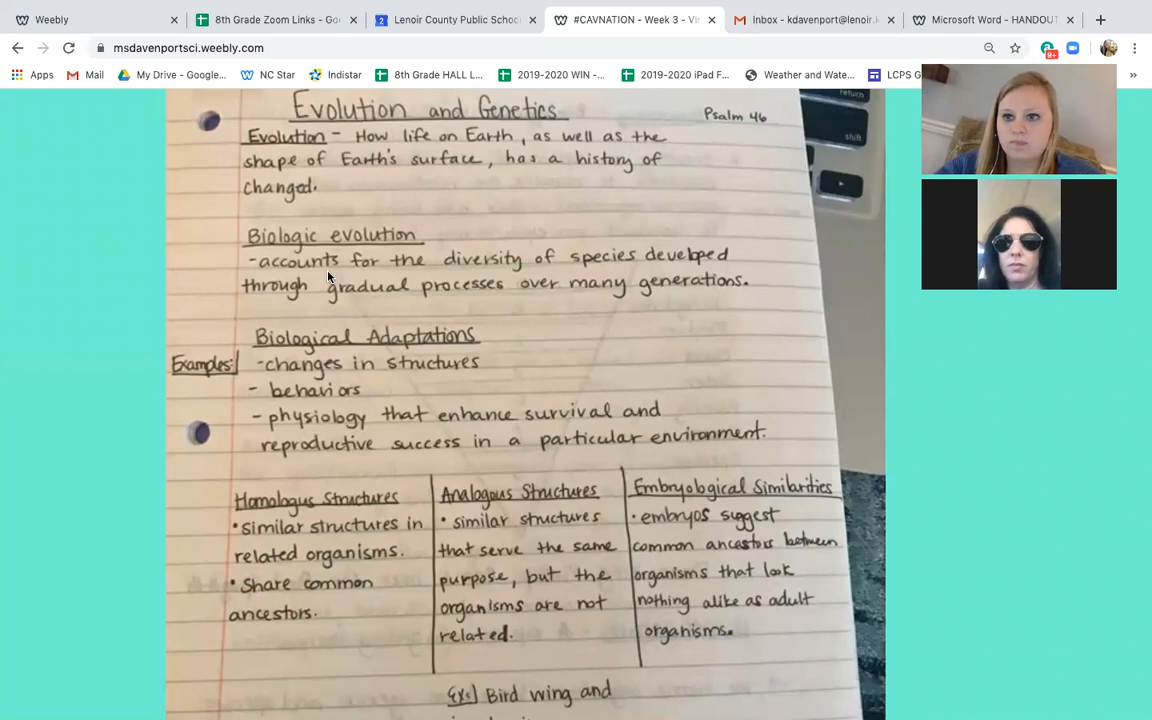 Weebly
8th Grade Zoom Links - Go
Lenoir County Public Schoo
#CAVNATION - Week 3 - Vi
Inbox - kdavenport@lenoir.k
Microsoft Word - HANDOUT
msdavenportsci.weebly.com
9+
Apps
Mail
My Drive - Google...
NC Star
Indistar
8th Grade HALL L...
2019-2020 WIN -...
2019-2020 iPad F...
Weather and Wate...
LCPS G
return
shift
Evolution and Genetics
Psalm 46
Evolution - How life on Earth, as well as the
shape of Earth's surface, has a history of
changed.
Biologic evolution
-accounts for the diversity of species developed
through gradual processes over many generations.
Biological Adaptations
Examples:
-changes in structures
- behaviors
- physiology that enhance survival and
reproductive success in a particular environment.
Homologus Structures
•similar structures in
related organisms.
•Share common
ancestors.
Analogous Structures
•similar structures
that serve the same
purpose, but the
organisms are not
related.
Ex: Bird wing and
Embryological Similarities
•embryos suggest
common ancestors between
organisms that look
nothing alike as adult
organisms.